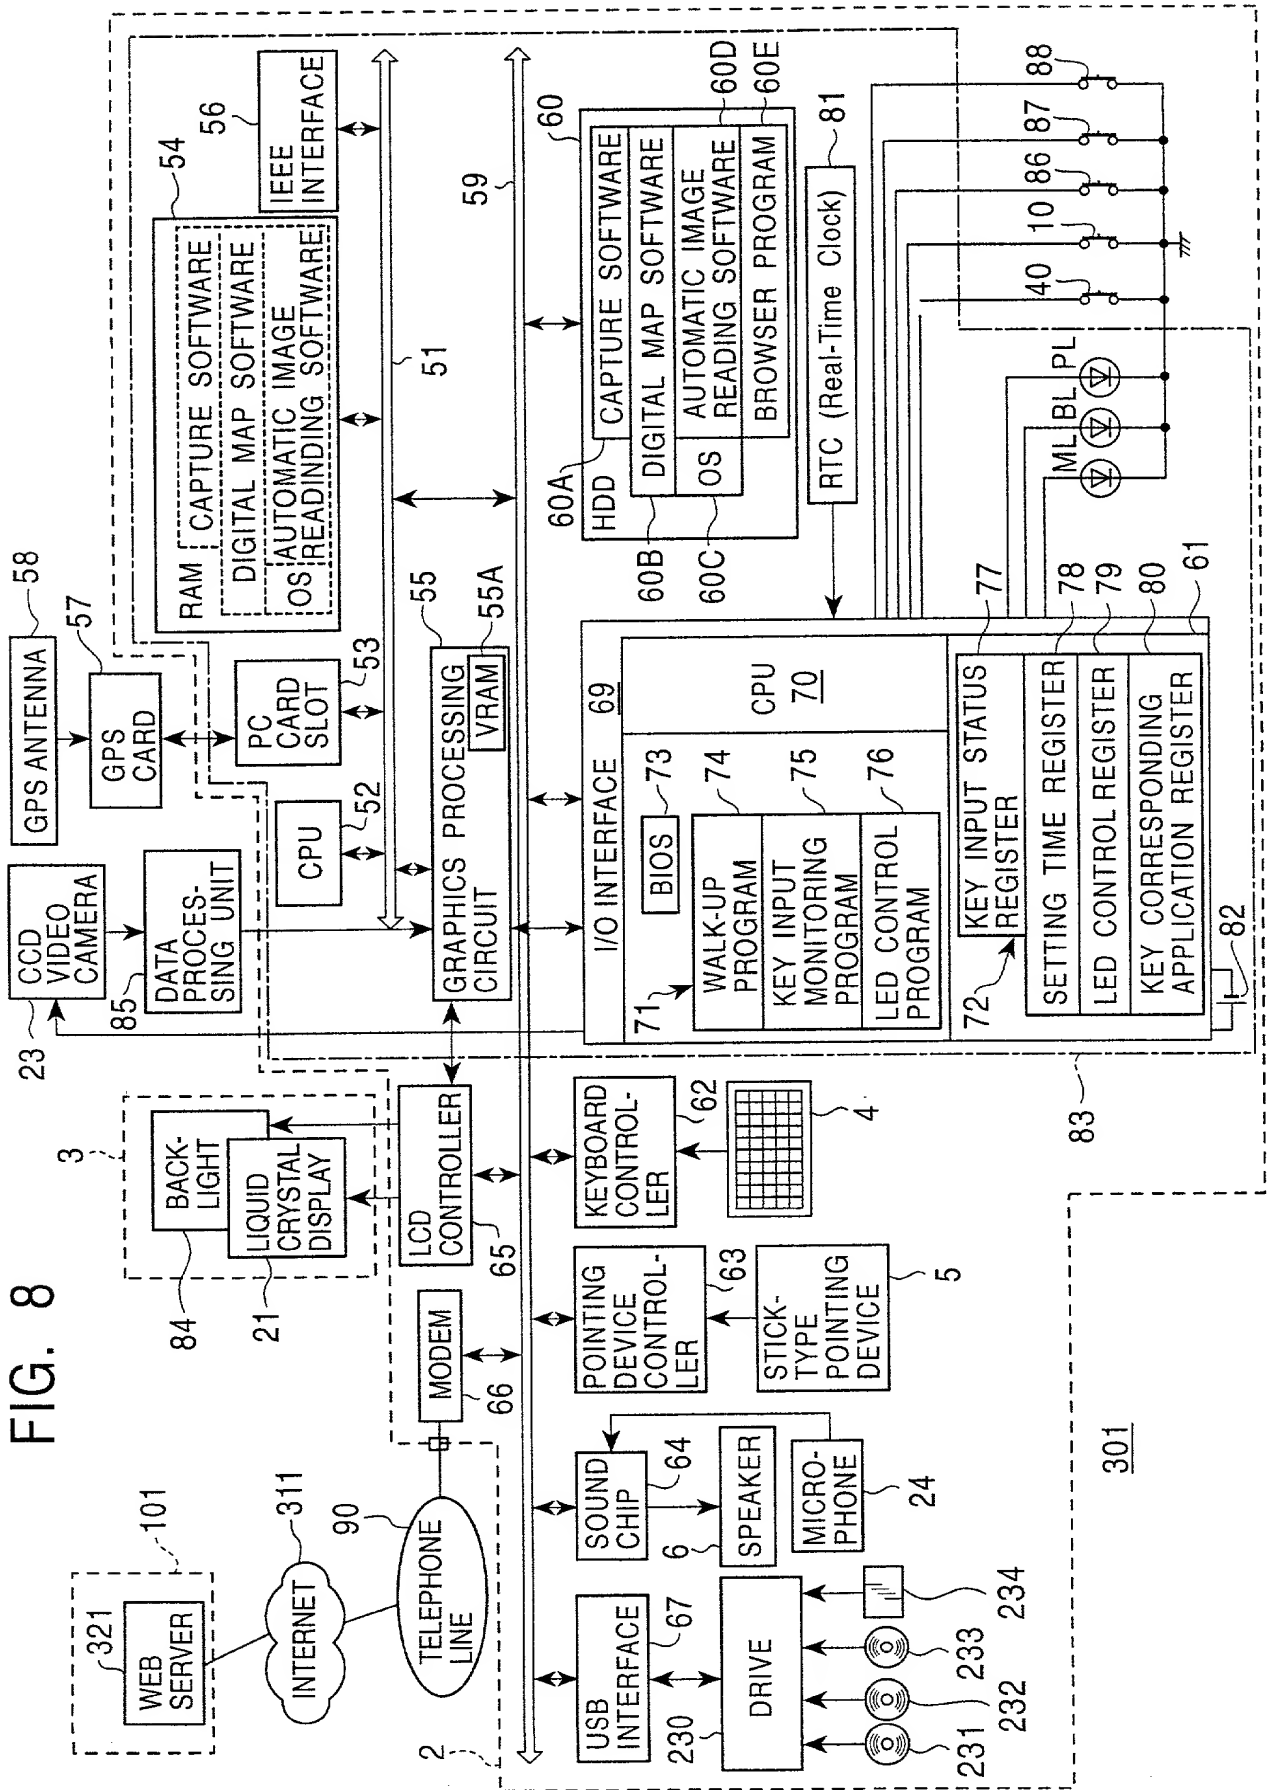 FIG. 8
101
321
WEB
SERVER
311
INTERNET
90
TELEPHONE
LINE
2
3
BACK-
LIGHT
84
LIQUID
CRYSTAL
DISPLAY
21
LCD
CONTROLLER
65
MODEM
66
23
CCD
VIDEO
CAMERA
85
DATA
PROCES-
SING UNIT
GPS ANTENNA
58
GPS
CARD
57
PC
CARD
SLOT
53
CPU
52
54
RAM
CAPTURE SOFTWARE
DIGITAL MAP SOFTWARE
OS
AUTOMATIC IMAGE
READINDING SOFTWARE
56
IEEE
INTERFACE
51
59
GRAPHICS PROCESSING
CIRCUIT
55
VRAM
55A
USB
INTERFACE
67
230
DRIVE
231
232
233
234
SOUND
CHIP
64
6
SPEAKER
MICRO-
PHONE
24
POINTING
DEVICE
CONTROL-
LER
63
STICK-
TYPE
POINTING
DEVICE
5
KEYBOARD
CONTROL-
LER
62
4
83
I/O INTERFACE
69
BIOS
73
CPU
70
71
WALK-UP
PROGRAM
74
KEY INPUT
MONITORING
PROGRAM
75
LED CONTROL
PROGRAM
76
72
KEY INPUT STATUS
REGISTER
77
SETTING TIME REGISTER
78
LED CONTROL REGISTER
79
KEY CORRESPONDING
APPLICATION REGISTER
80
61
82
60
HDD
60A
CAPTURE SOFTWARE
60B
DIGITAL MAP SOFTWARE
60C
OS
AUTOMATIC IMAGE
READING SOFTWARE
60D
BROWSER PROGRAM
60E
RTC (Real-Time Clock)
81
ML
BL
PL
40
10
86
87
88
301